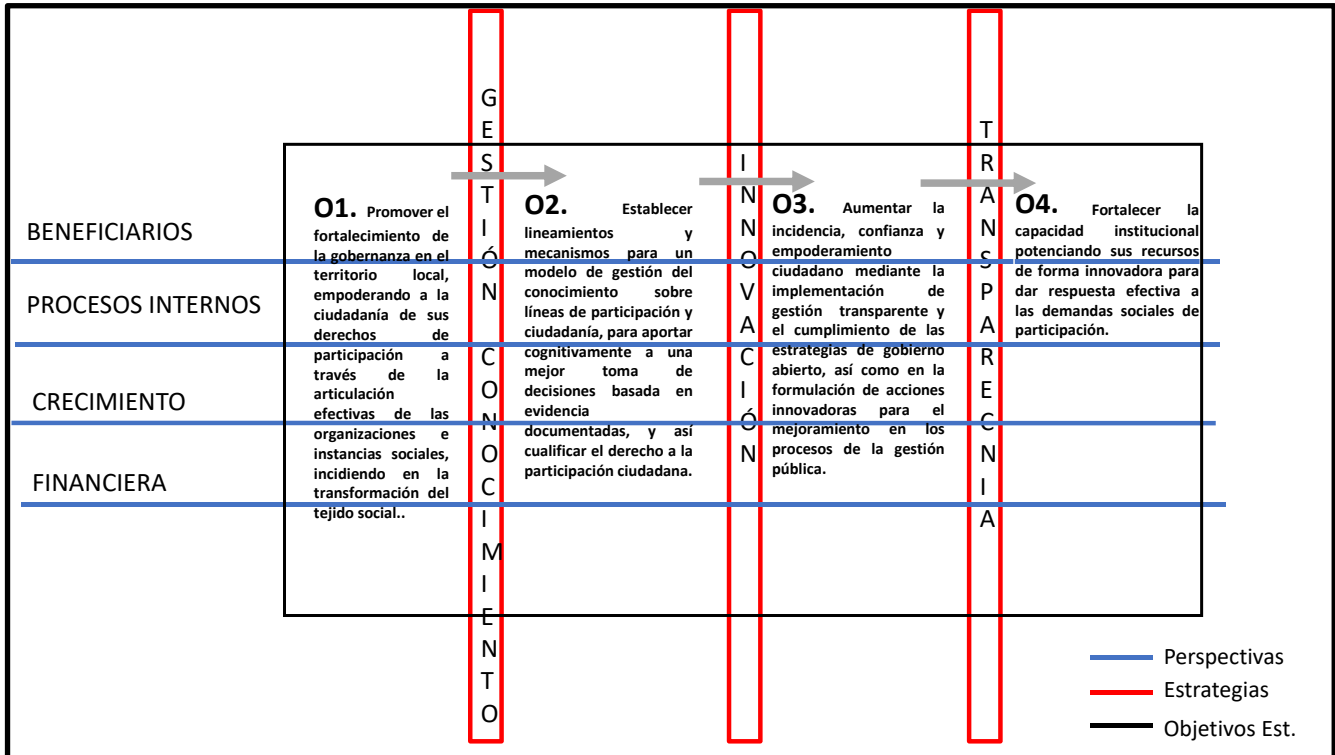 GESTIÓN CONOCIMIENTO
INNOVACIÓN
TRANSPARECNIA
BENEFICIARIOS
PROCESOS INTERNOS
CRECIMIENTO
FINANCIERA
O1. Promover el
fortalecimiento de
la gobernanza en el
territorio local,
empoderando a la
ciudadanía de sus
derechos de
participación a
través de la
articulación
efectivas de las
organizaciones e
instancias sociales,
incidiendo en la
transformación del
tejido social..
O2. Establecer
lineamientos y
mecanismos para un
modelo de gestión del
conocimiento sobre
líneas de participación y
ciudadanía, para aportar
cognitivamente a una
mejor toma de
decisiones basada en
evidencia
documentadas, y así
cualificar el derecho a la
participación ciudadana.
O3. Aumentar la
incidencia, confianza y
empoderamiento
ciudadano mediante la
implementación de
gestión transparente y
el cumplimiento de las
estrategias de gobierno
abierto, así como en la
formulación de acciones
innovadoras para el
mejoramiento en los
procesos de la gestión
pública.
O4. Fortalecer la
capacidad institucional
potenciando sus recursos
de forma innovadora para
dar respuesta efectiva a
las demandas sociales de
participación.
Perspectivas
Estrategias
Objetivos Est.